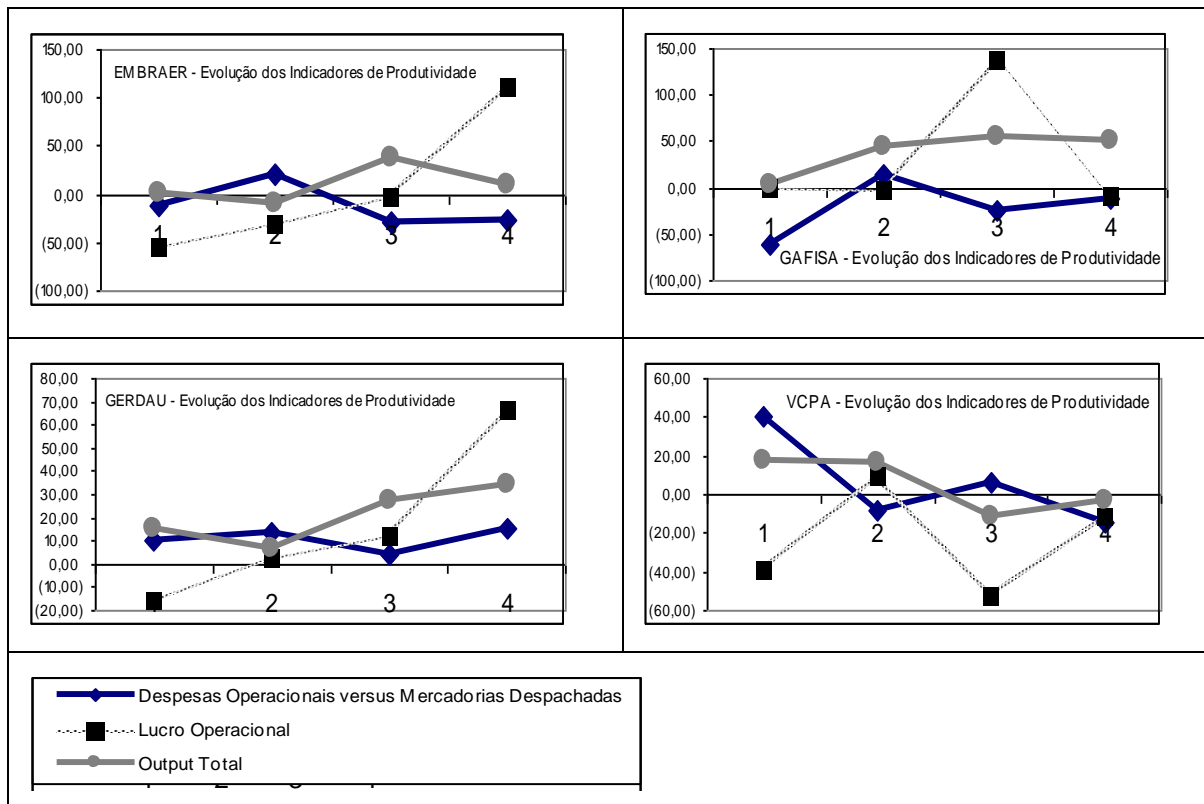 150,00
100,00
50,00
0,00
(50,00)
(100,00)
EMBRAER - Evolução dos Indicadores de Produtividade
1 2 3 4
150,00
100,00
50,00
0,00
(50,00)
(100,00)
1 2 3 4
GAFISA - Evolução dos Indicadores de Produtividade
80,00
70,00
60,00
50,00
40,00
30,00
20,00
10,00
0,00
(10,00)
(20,00)
GERDAU - Evolução dos Indicadores de Produtividade
2 3 4
60,00
40,00
20,00
0,00
(20,00)
(40,00)
(60,00)
VCPA - Evolução dos Indicadores de Produtividade
1 2 3 4
Despesas Operacionais versus Mercadorias Despachadas
Lucro Operacional
Output Total